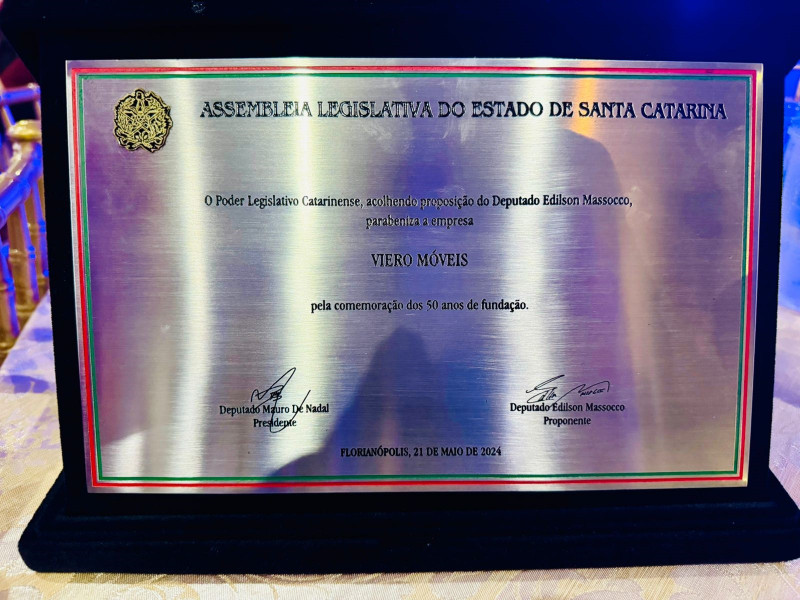 ASSEMBLEIA LEGISLATIVA DO ESTADO DE SANTA CATARINA
O Poder Legislativo Catarinense, acolhendo proposição do Deputado Edilson Massocco,
parabeniza a empresa
VIERO MÓVEIS
pela comemoração dos 50 anos de fundação.
Deputado Mauro De Nadal
Presidente
Deputado Edilson Massocco
Proponente
FLORIANÓPOLIS, 21 DE MAIO DE 2024